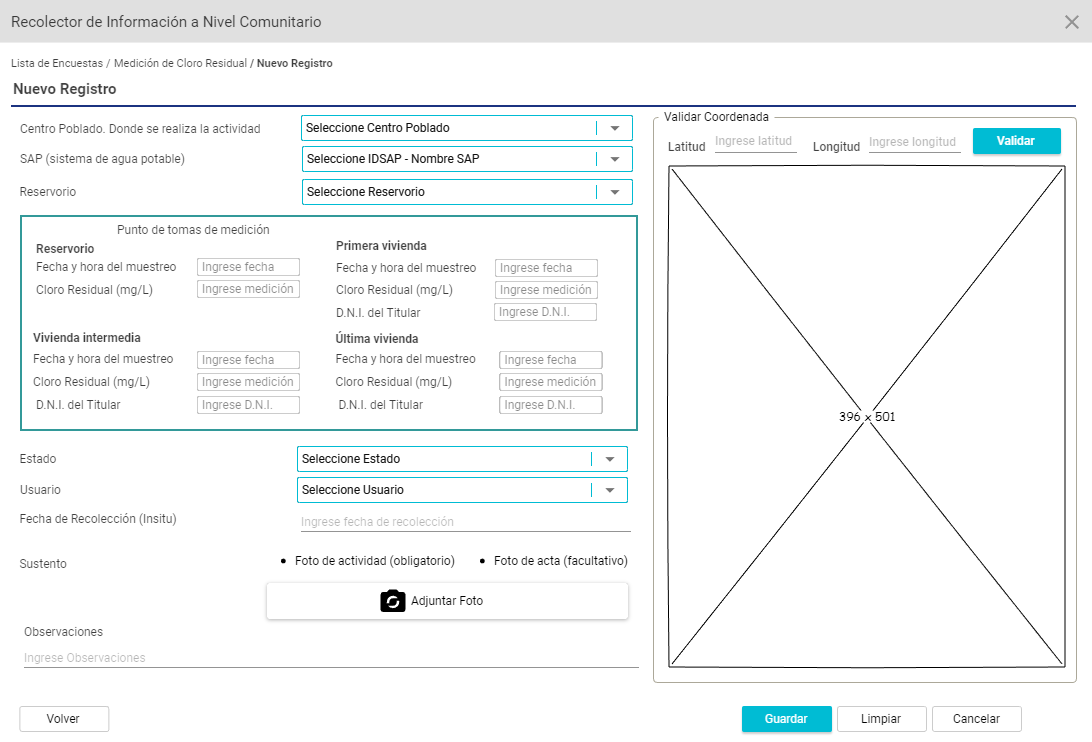 Recolector de Información a Nivel Comunitario
Lista de Encuestas / Medición de Cloro Residual / Nuevo Registro
Nuevo Registro
Centro Poblado. Donde se realiza la actividad
Seleccione Centro Poblado
SAP (sistema de agua potable)
Seleccione IDSAP - Nombre SAP
Reservorio
Seleccione Reservorio
Punto de tomas de medición
Reservorio
Fecha y hora del muestreo
Ingrese fecha
Cloro Residual (mg/L)
Ingrese medición
Primera vivienda
Fecha y hora del muestreo
Ingrese fecha
Cloro Residual (mg/L)
Ingrese medición
D.N.I. del Titular
Ingrese D.N.I.
Vivienda intermedia
Fecha y hora del muestreo
Ingrese fecha
Cloro Residual (mg/L)
Ingrese medición
D.N.I. del Titular
Ingrese D.N.I.
Última vivienda
Fecha y hora del muestreo
Ingrese fecha
Cloro Residual (mg/L)
Ingrese medición
D.N.I. del Titular
Ingrese D.N.I.
Estado
Seleccione Estado
Usuario
Seleccione Usuario
Fecha de Recolección (Insitu)
Ingrese fecha de recolección
Sustento
• Foto de actividad (obligatorio)
• Foto de acta (facultativo)
Adjuntar Foto
Observaciones
Ingrese Observaciones
Validar Coordenada
Latitud
Ingrese latitud
Longitud
Ingrese longitud
Validar
396 x 501
Volver
Guardar
Limpiar
Cancelar